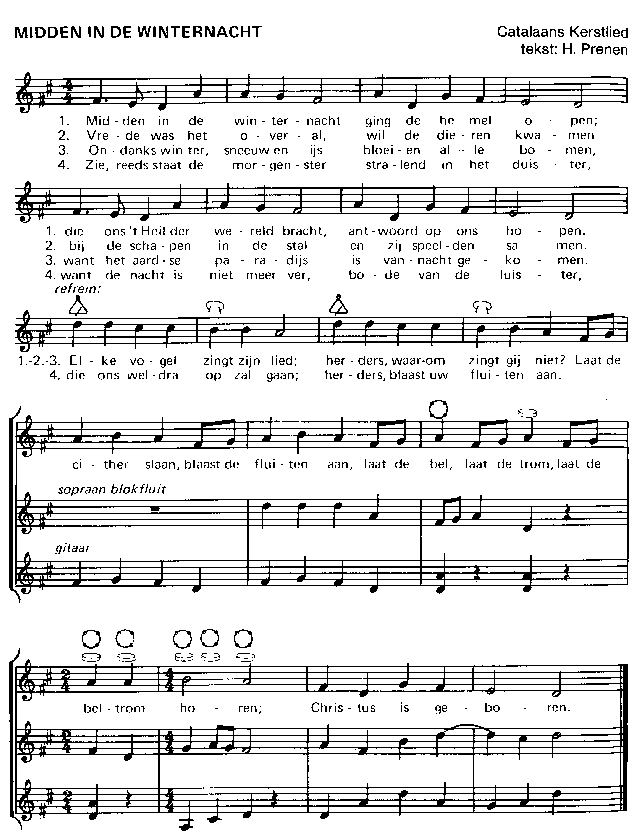 MIDDEN IN DE WINTERNACHT
Catalaans Kerstlied
tekst: H. Prenen
1. Mid - den in de win - ter - nacht ging de he mel o - pen;
2. Vre - de was het o - ver - al, wil de die - ren kwa - men
3. On - danks win ter, sneeuw en ijs bloei - en al - le bo - men,
4. Zie, reeds staat de mor - gen - ster stra - lend in het duis - ter,
1. die ons 't Heil der we - reld bracht, ant - woord op ons ho - pen.
2. bij de scha - pen in de stal en zij speel - den sa men.
3. want het aard - se pa - ra - dijs is van - nacht ge - ko - men.
4. want de nacht is niet meer ver, bo - de van de luis - ter,
refrein:
1.-2.-3. El - ke vo - gel zingt zijn lied; her - ders, waar - om zingt gij niet? Laat de
4. die ons wel - dra op zal gaan; her - ders, blaast uw flui - ten aan.
ci - ther slaan, blaast de flui - ten aan, laat de bel, laat de trom, laat de
sopraan blokfluit
gitaar
bel - trom ho - ren; Chris - tus is ge - bo - ren.